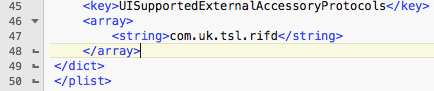 45 <key>UISupportedExternalAccessoryProtocols</key>
46 <array>
47 <string>com.uk.tsl.rifd</string>
48 </array>
49 </dict>
50 </plist>